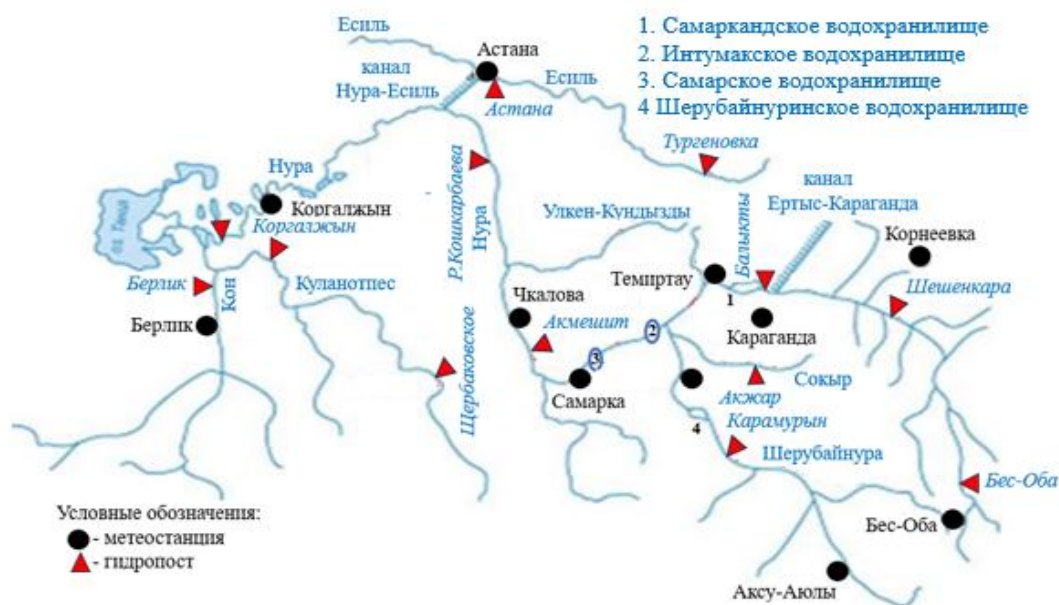 1. Самаркандское водохранилище
2. Интумакское водохранилище
3. Самарское водохранилище
4 Шерубайнуринское водохранилище
Есиль
Астана
канал
Нура-Есиль
Есиль
Астана
Тургеновка
Р.Кошкарбаева
Нура
Нура
Коргалжын
Коргалжын
оз. Тениз
Улкен-Кундызды
Балыкты
канал
Ертыс-Караганда
Корнеевка
Темиртау
Шешенкара
1
Берлик
Кон
Куланотпес
Берлик
Чкалова
Акмешит
2
Караганда
3
Самарка
Щербаковское
Сокыр
Акжар
Карамурын
4
Шерубайнура
Бес-Оба
Бес-Оба
Аксу-Аюлы
Условные обозначения:
- метеостанция
- гидропост